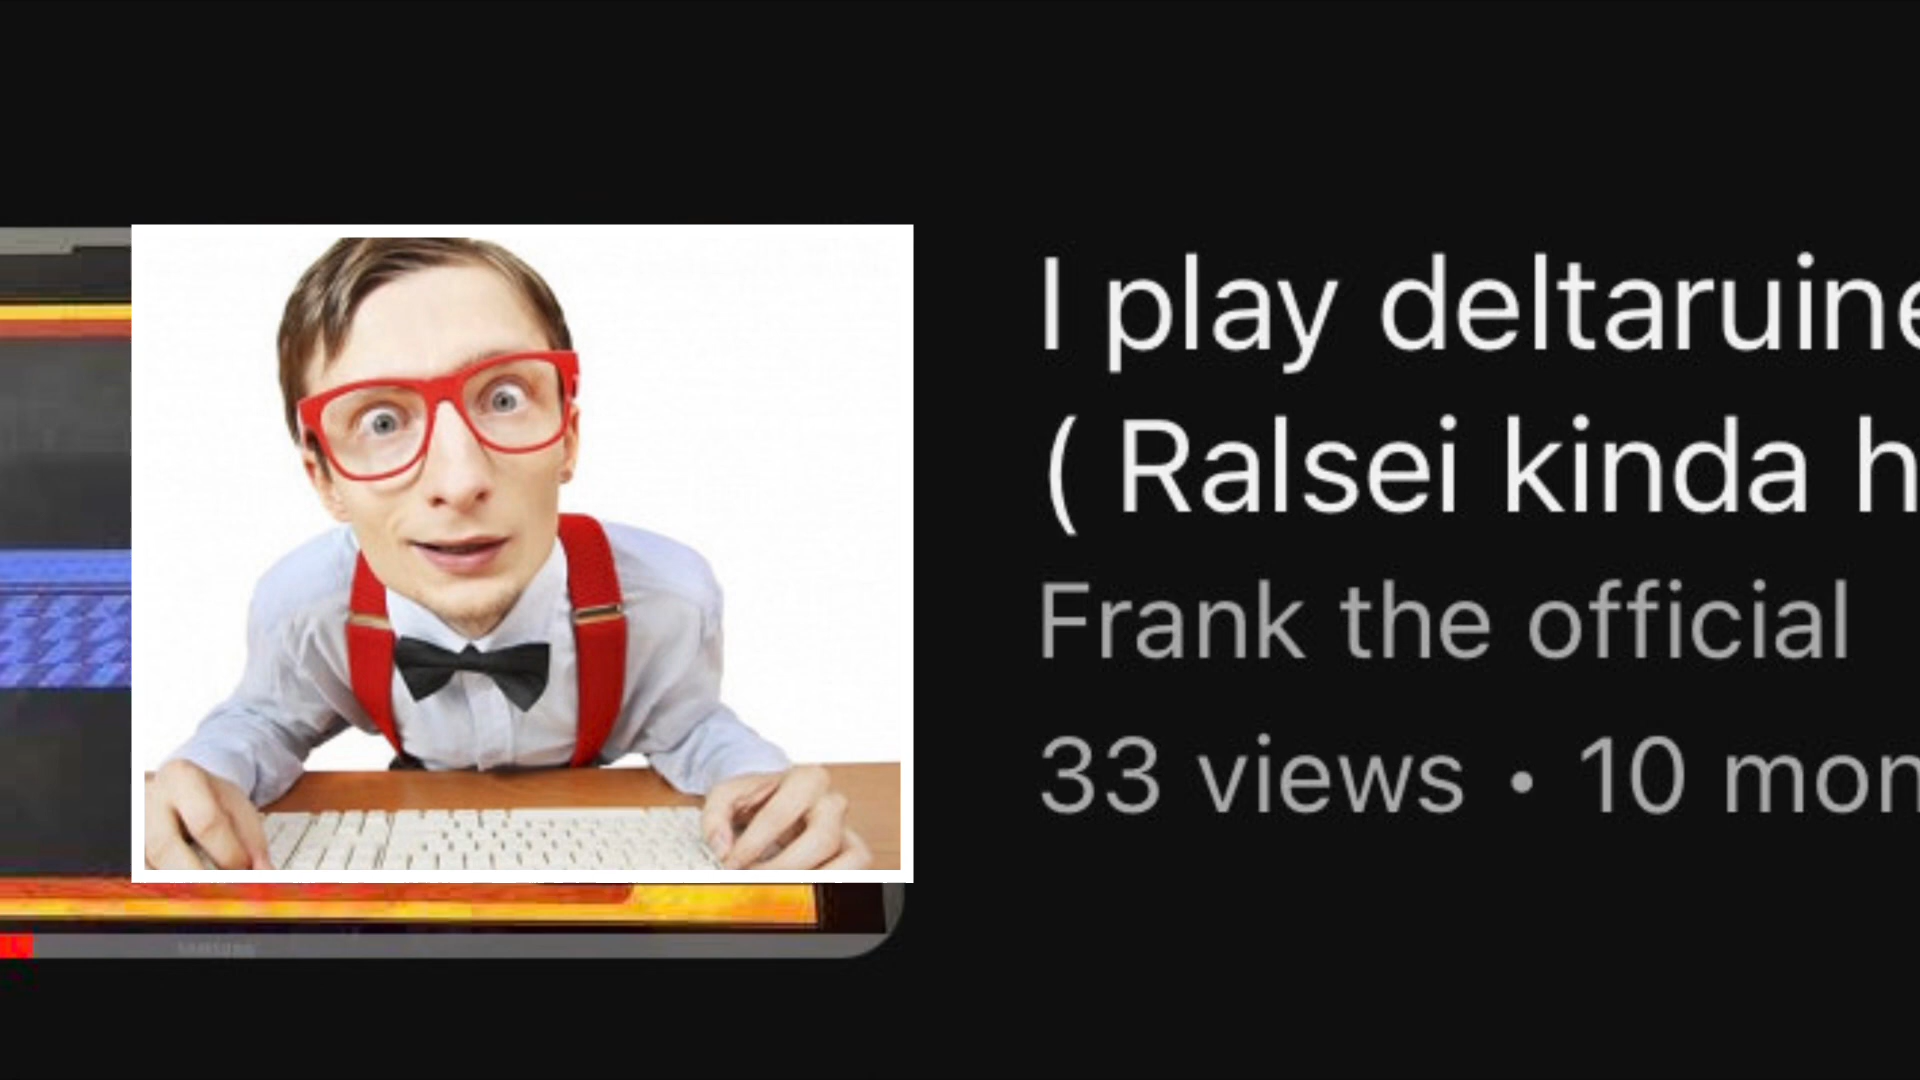 I play deltaruine
( Ralsei kinda h
Frank the official
33 views • 10 mon